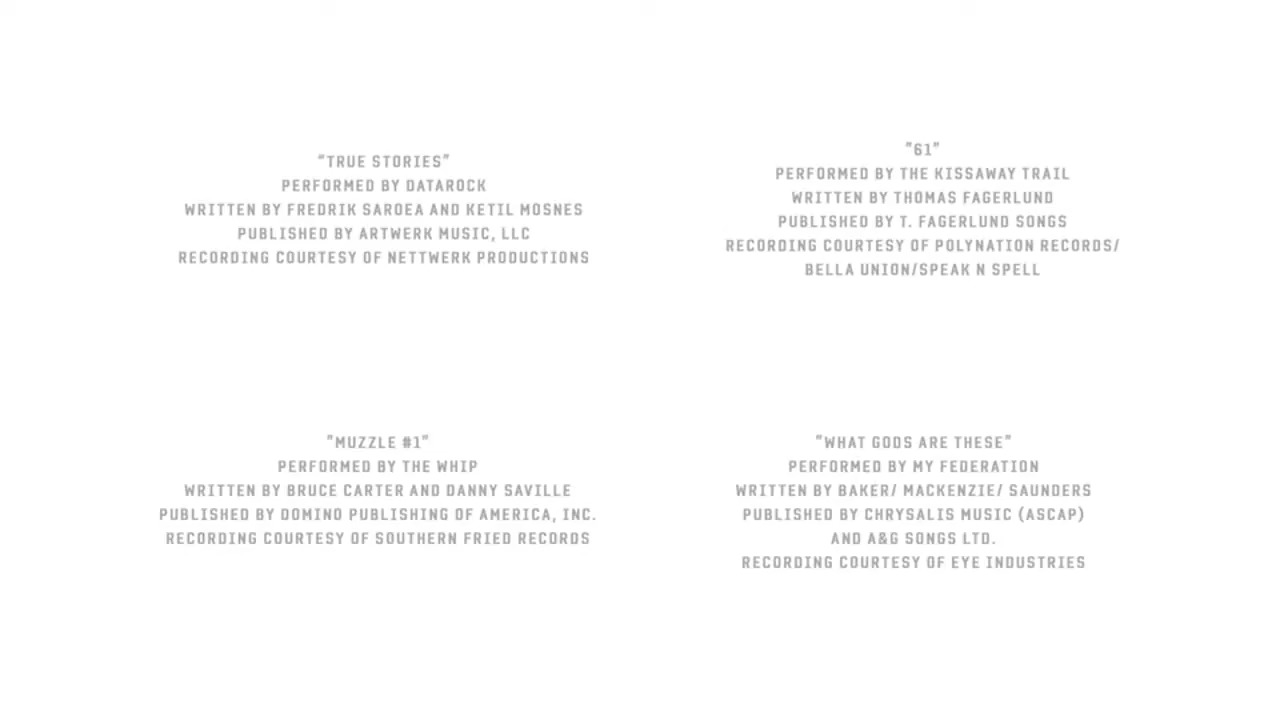 "TRUE STORIES"
PERFORMED BY DATAROCK
WRITTEN BY FREDRIK SAROEA AND KETIL MOSNES
PUBLISHED BY ARTWERK MUSIC, LLC
RECORDING COURTESY OF NETTWERK PRODUCTIONS
"61"
PERFORMED BY THE KISSAWAY TRAIL
WRITTEN BY THOMAS FAGERLUND
PUBLISHED BY T. FAGERLUND SONGS
RECORDING COURTESY OF POLYNATION RECORDS/
BELLA UNION/SPEAK N SPELL
"MUZZLE #1"
PERFORMED BY THE WHIP
WRITTEN BY BRUCE CARTER AND DANNY SAVILLE
PUBLISHED BY DOMINO PUBLISHING OF AMERICA, INC.
RECORDING COURTESY OF SOUTHERN FRIED RECORDS
"WHAT GODS ARE THESE"
PERFORMED BY MY FEDERATION
WRITTEN BY BAKER/ MACKENZIE/ SAUNDERS
PUBLISHED BY CHRYSALIS MUSIC (ASCAP)
AND A&G SONGS LTD.
RECORDING COURTESY OF EYE INDUSTRIES